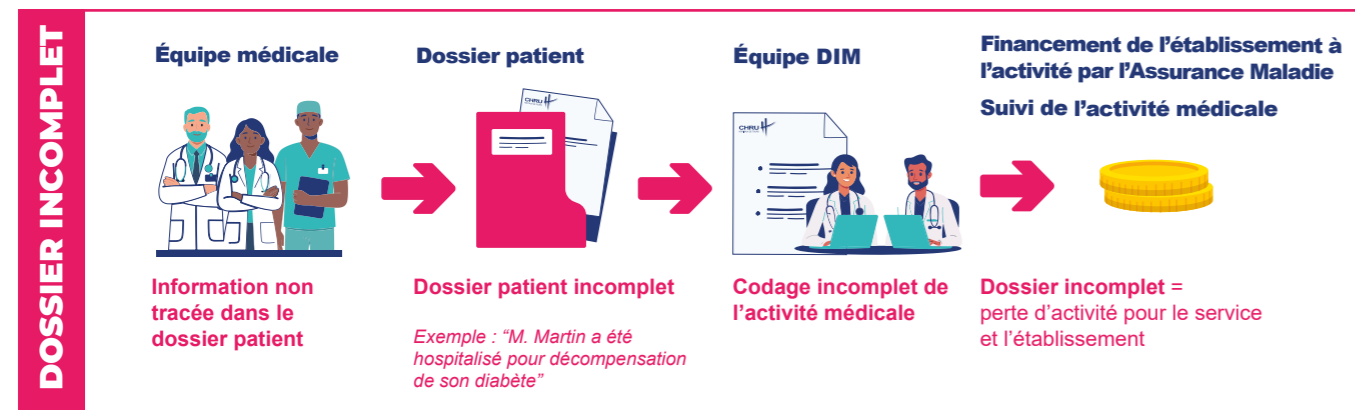 DOSSIER INCOMPLET
Équipe médicale
Information non
tracée dans le
dossier patient
Dossier patient
CHRU
Dossier patient incomplet
Exemple : “M. Martin a été
hospitalisé pour décompensation
de son diabète”
Équipe DIM
CHRU
Codage incomplet de
l’activité médicale
Financement de l’établissement à
l’activité par l’Assurance Maladie
Suivi de l’activité médicale
Dossier incomplet =
perte d’activité pour le service
et l’établissement